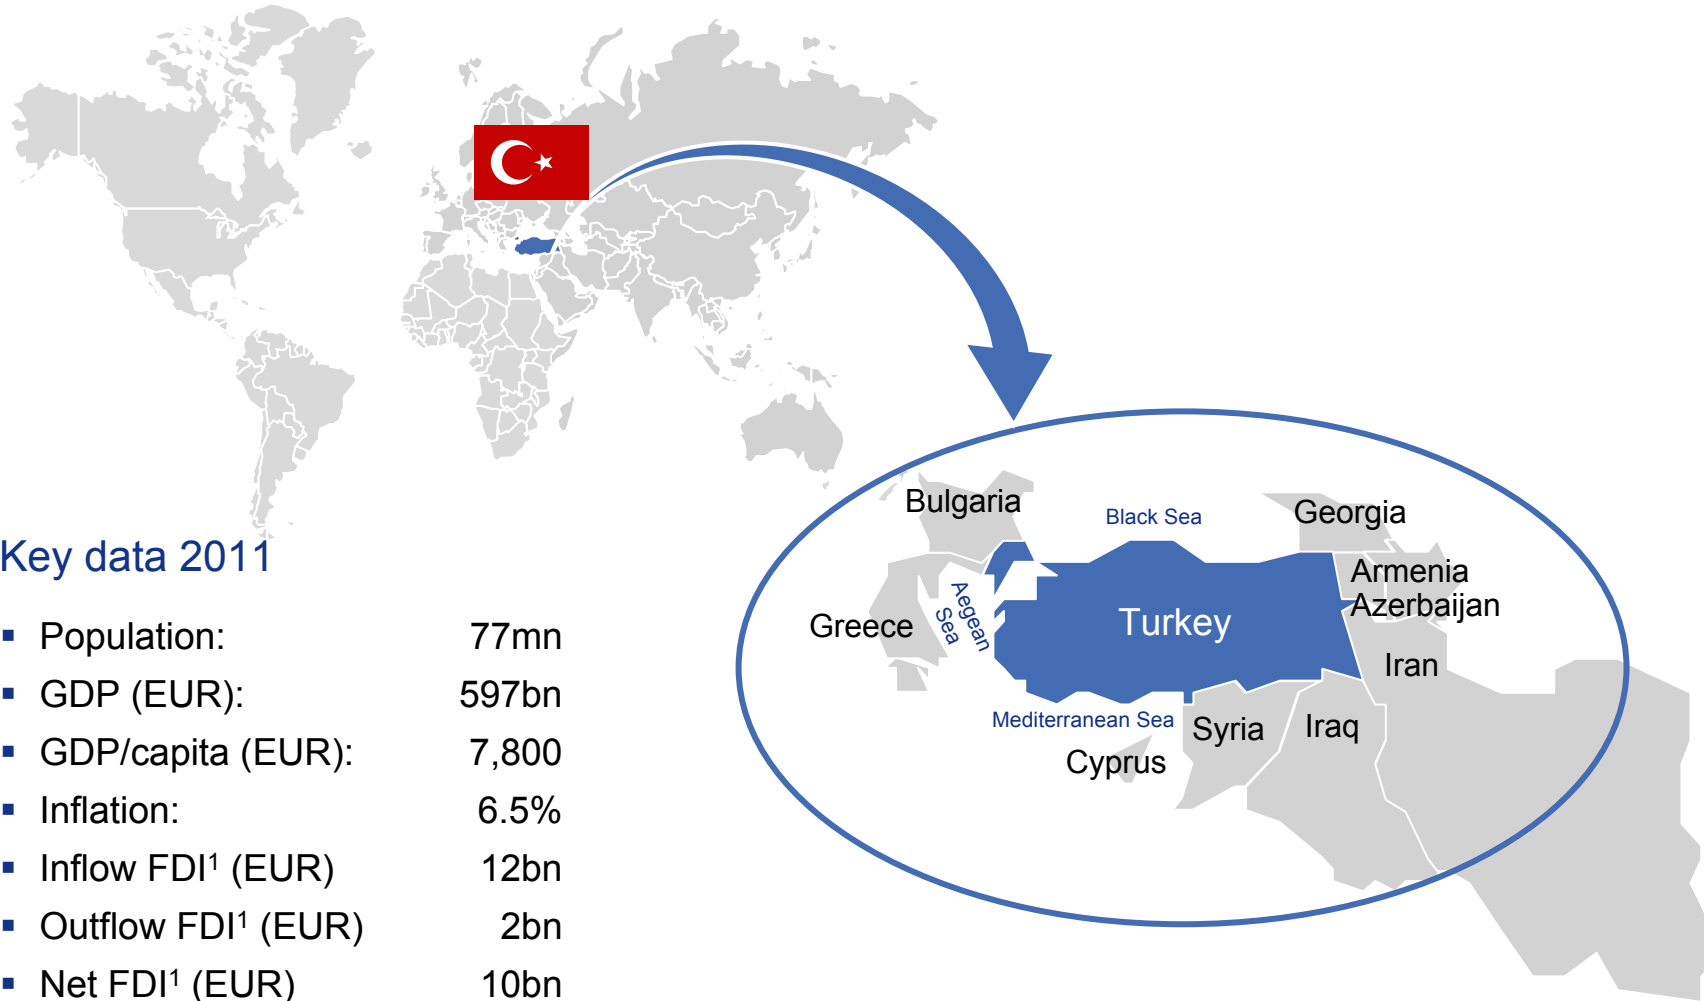 Bulgaria
Black Sea
Georgia
Armenia
Azerbaijan
Aegean
Sea
Greece
Turkey
Iran
Mediterranean Sea
Syria
Iraq
Cyprus
Key data 2011
▪ Population: 77mn
▪ GDP (EUR): 597bn
▪ GDP/capita (EUR): 7,800
▪ Inflation: 6.5%
▪ Inflow FDI¹ (EUR) 12bn
▪ Outflow FDI¹ (EUR) 2bn
▪ Net FDI¹ (EUR) 10bn